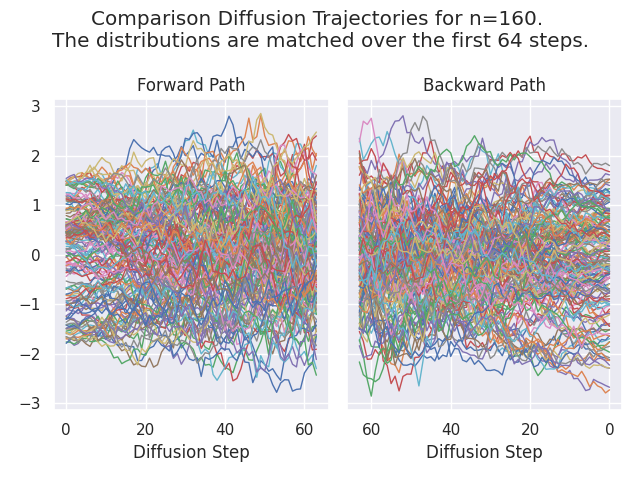 Comparison Diffusion Trajectories for n=160.
The distributions are matched over the first 64 steps.
Forward Path
Backward Path
3
2
1
0
−1
−2
−3
0 20 40 60
60 40 20 0
Diffusion Step
Diffusion Step